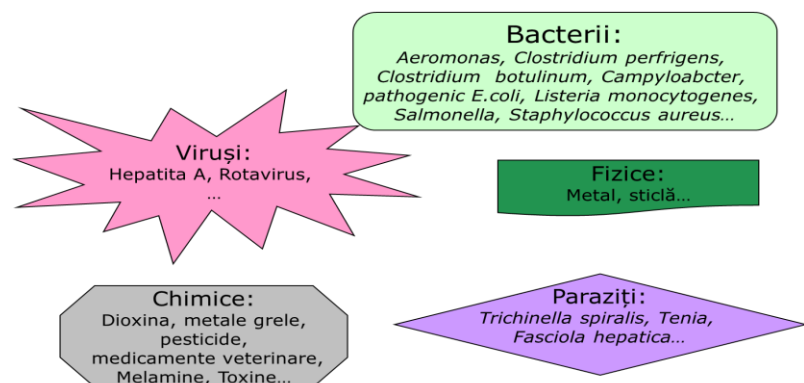 Bacterii:
Aeromonas, Clostridium perfrigens,
Clostridium botulinum, Campyloabcter,
pathogenic E.coli, Listeria monocytogenes,
Salmonella, Staphylococcus aureus...
Viruși:
Hepatita A, Rotavirus,
...
Fizice:
Metal, sticlă...
Chimice:
Dioxina, metale grele,
pesticide,
medicamente veterinare,
Melamine, Toxine...
Paraziți:
Trichinella spiralis, Tenia,
Fasciola hepatica...